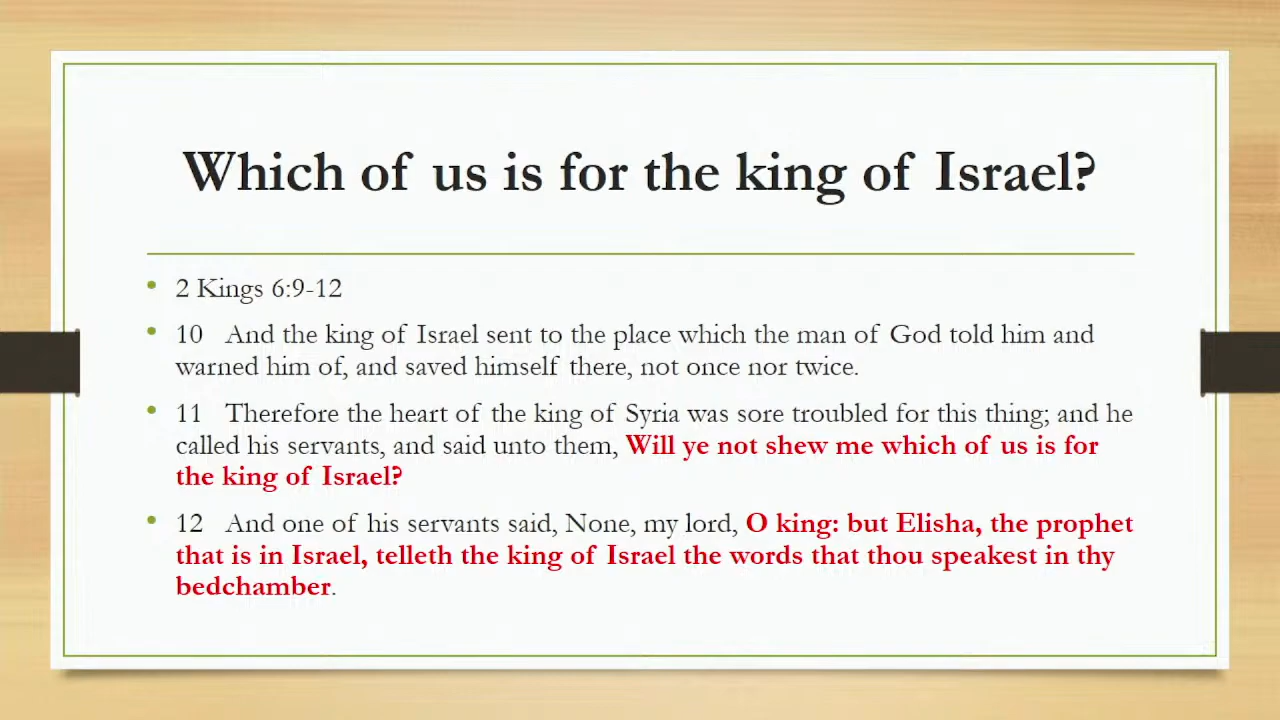 Which of us is for the king of Israel?
• 2 Kings 6:9-12
• 10 And the king of Israel sent to the place which the man of God told him and
warned him of, and saved himself there, not once nor twice.
• 11 Therefore the heart of the king of Syria was sore troubled for this thing; and he
called his servants, and said unto them, Will ye not shew me which of us is for
the king of Israel?
• 12 And one of his servants said, None, my lord, O king: but Elisha, the prophet
that is in Israel, telleth the king of Israel the words that thou speakest in thy
bedchamber.